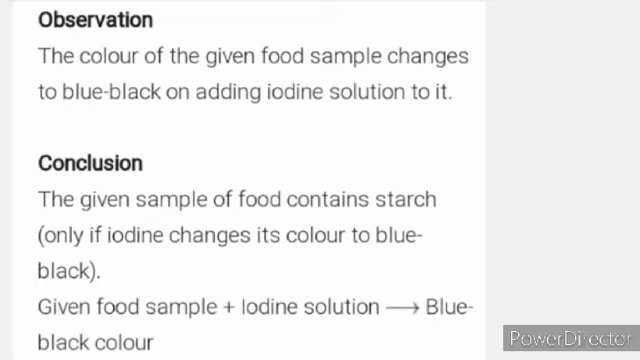 Observation
The colour of the given food sample changes
to blue-black on adding iodine solution to it.
Conclusion
The given sample of food contains starch
(only if iodine changes its colour to blue-
black).
Given food sample + Iodine solution ⟶ Blue-
black colour
PowerDirector